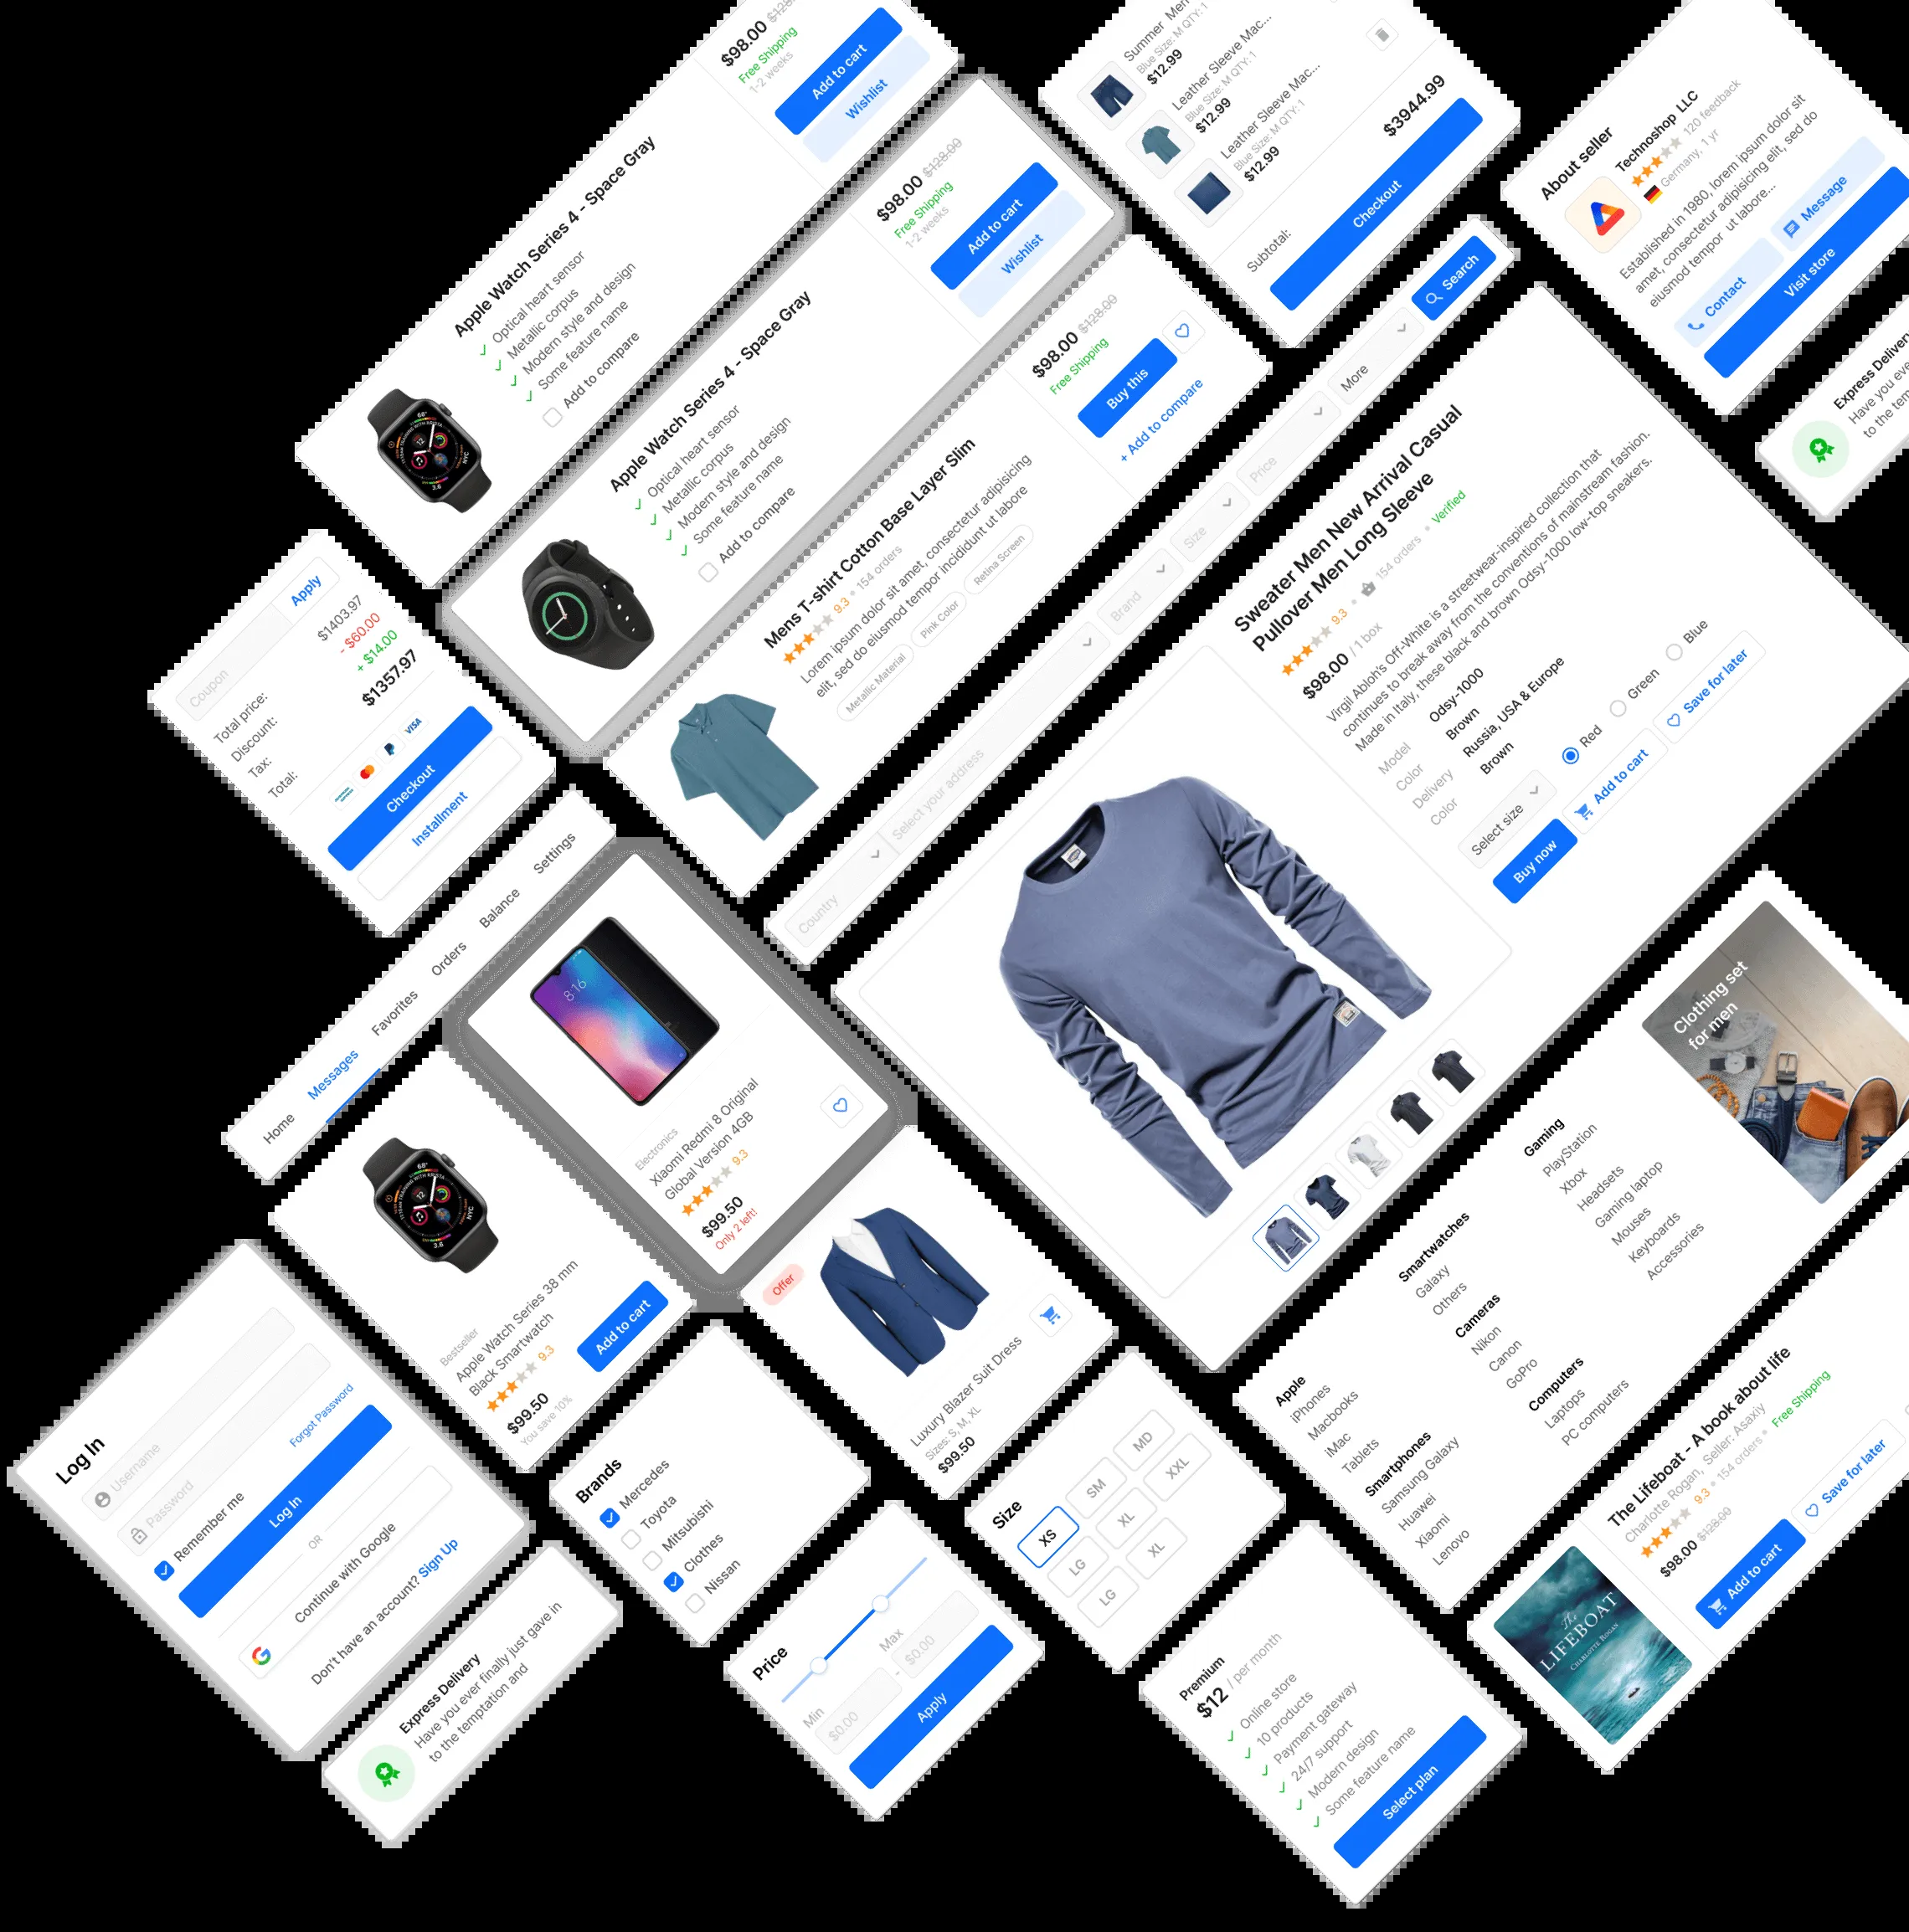 $98.00 $128.00
Free Shipping
1-2 weeks
Add to cart
Wishlist
Apple Watch Series 4 - Space Gray
Optical heart sensor
Metallic corpus
Modern style and design
Some feature name
Add to compare
$98.00 $128.00
Free Shipping
1-2 weeks
Add to cart
Wishlist
Apple Watch Series 4 - Space Gray
Optical heart sensor
Metallic corpus
Modern style and design
Some feature name
Add to compare
Summer Men
Blue Size: M QTY: 1
$12.99
Leather Sleeve Mac...
Blue Size: M QTY: 1
$12.99
Leather Sleeve Mac...
Blue Size: M QTY: 1
$12.99
Subtotal:
$3944.99
Checkout
About seller
Technoshop LLC
120 feedback
Germany, 1 yr
Established in 1980, lorem ipsum dolor sit
amet, consectetur adipisicing elit, sed do
eiusmod tempor ut labore...
Contact
Message
Visit store
Express Deliver
Have you eve
to the tem
$98.00 $128.00
Free Shipping
Buy this
+ Add to compare
Mens T-shirt Cotton Base Layer Slim
9.3 • 154 orders
Lorem ipsum dolor sit amet, consectetur adipisicing
elit, sed do eiusmod tempor incididunt ut labore
Metallic Material
Pink Color
Retina Screen
Country
Select your address
Brand
Size
Price
More
Search
Coupon
Apply
Total price:
$1403.97
Discount:
- $60.00
Tax:
+ $14.00
Total:
$1357.97
VISA
Checkout
Installment
Sweater Men New Arrival Casual
Pullover Men Long Sleeve
9.3 • 154 orders • Verified
$98.00 /1 box
Virgil Abloh's Off-White is a streetwear-inspired collection that
continues to break away from the conventions of mainstream fashion.
Made in Italy, these black and brown Odsy-1000 low-top sneakers.
Model
Odsy-1000
Color
Brown
Delivery
Russia, USA & Europe
Color
Brown
Select size
Red
Green
Blue
Buy now
Add to cart
Save for later
Home
Messages
Favorites
Orders
Balance
Settings
8:16
Electronics
Xiaomi Redmi 8 Original
Global Version 4GB
9.3
$99.50
Only 2 left!
Bestseller
Apple Watch Series 38 mm
Black Smartwatch
9.3
$99.50
You save 10%
Add to cart
Offer
Luxury Blazer Suit Dress
Sizes: S, M, XL
$99.50
Clothing set
for men
Apple
iPhones
Macbooks
iMac
Tablets
Smartphones
Samsung Galaxy
Huawei
Xiaomi
Lenovo
Smartwatches
Galaxy
Others
Cameras
Nikon
Canon
GoPro
Computers
Laptops
PC computers
Gaming
PlayStation
Xbox
Headsets
Gaming laptop
Mouses
Keyboards
Accessories
Log In
Username
Password
Remember me
Forgot Password
Log In
OR
Continue with Google
Don't have an account? Sign Up
Brands
Mercedes
Toyota
Mitsubishi
Clothes
Nissan
Size
XS
SM
MD
LG
XL
XXL
LG
XL
The Lifeboat - A book about life
Charlotte Rogan, Seller: Asaxiy
9.3 • 154 orders • Free Shipping
$98.00 $128.00
Add to cart
Save for later
The
LIFEBOAT
CHARLOTTE ROGAN
Express Delivery
Have you ever finally just gave in
to the temptation and
Price
Min
Max
$0.00
-
$0.00
Apply
Premium
$12 / per month
Online store
10 products
Payment gateway
24/7 support
Modern design
Some feature name
Select plan